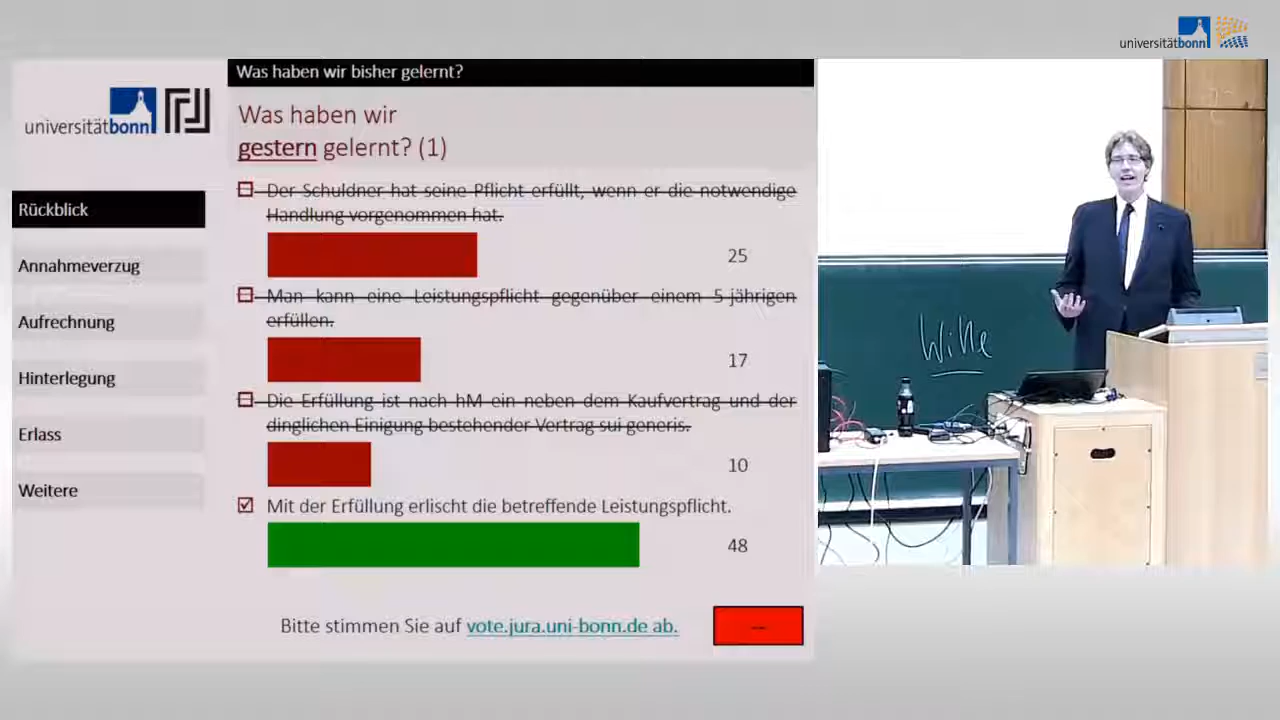 universitätbonn
Was haben wir bisher gelernt?
universitätbonn
Was haben wir
gestern gelernt? (1)
Rückblick
Annahmeverzug
Aufrechnung
Hinterlegung
Erlass
Weitere
Der Schuldner hat seine Pflicht erfüllt, wenn er die notwendige
Handlung vorgenommen hat.
25
Man kann eine Leistungspflicht gegenüber einem 5-jährigen
erfüllen.
17
Die Erfüllung ist nach hM ein neben dem Kaufvertrag und der
dinglichen Einigung bestehender Vertrag sui generis.
10
Mit der Erfüllung erlischt die betreffende Leistungspflicht.
48
Bitte stimmen Sie auf vote.jura.uni-bonn.de ab.
--
Wille